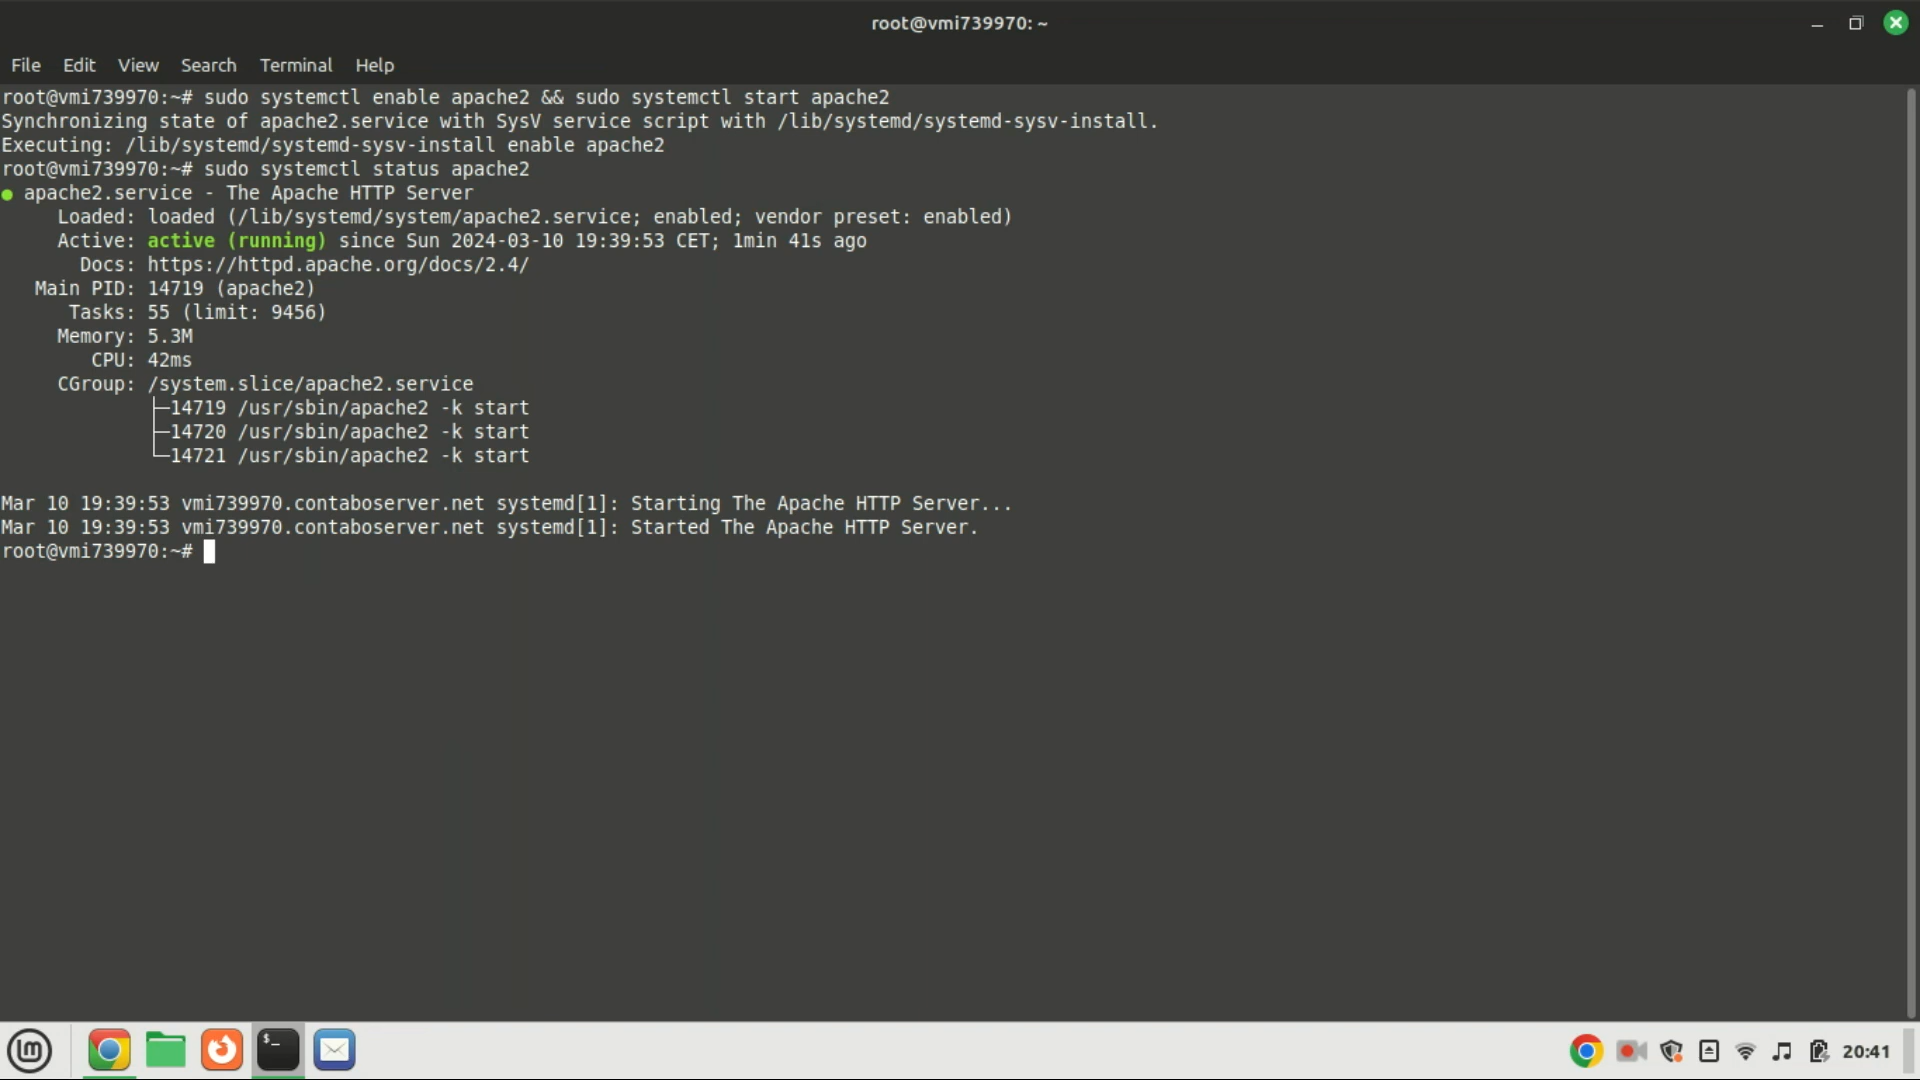 root@vmi739970: ~
File Edit View Search Terminal Help
root@vmi739970:~# sudo systemctl enable apache2 && sudo systemctl start apache2
Synchronizing state of apache2.service with SysV service script with /lib/systemd/systemd-sysv-install.
Executing: /lib/systemd/systemd-sysv-install enable apache2
root@vmi739970:~# sudo systemctl status apache2
● apache2.service - The Apache HTTP Server
     Loaded: loaded (/lib/systemd/system/apache2.service; enabled; vendor preset: enabled)
     Active: active (running) since Sun 2024-03-10 19:39:53 CET; 1min 41s ago
       Docs: https://httpd.apache.org/docs/2.4/
   Main PID: 14719 (apache2)
      Tasks: 55 (limit: 9456)
     Memory: 5.3M
        CPU: 42ms
     CGroup: /system.slice/apache2.service
             ├─14719 /usr/sbin/apache2 -k start
             ├─14720 /usr/sbin/apache2 -k start
             └─14721 /usr/sbin/apache2 -k start
Mar 10 19:39:53 vmi739970.contaboserver.net systemd[1]: Starting The Apache HTTP Server...
Mar 10 19:39:53 vmi739970.contaboserver.net systemd[1]: Started The Apache HTTP Server.
root@vmi739970:~#
$_
20:41